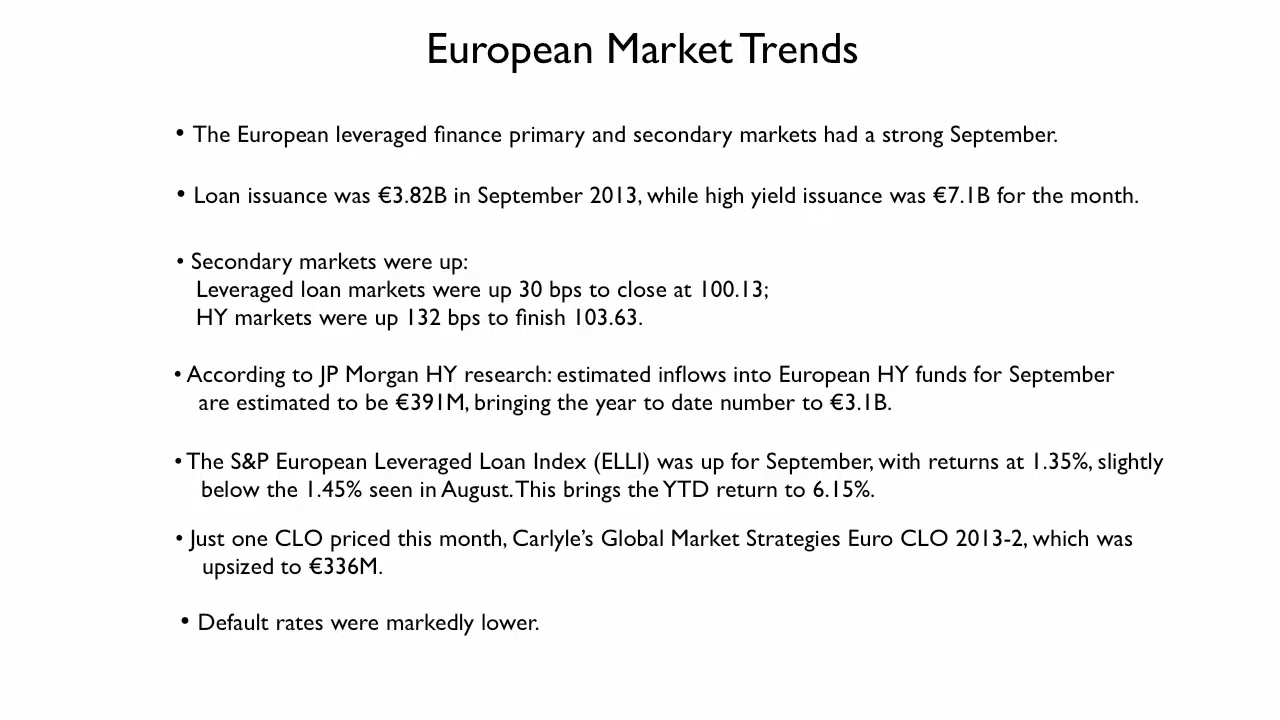 European Market Trends
• The European leveraged finance primary and secondary markets had a strong September.
• Loan issuance was €3.82B in September 2013, while high yield issuance was €7.1B for the month.
• Secondary markets were up:
Leveraged loan markets were up 30 bps to close at 100.13;
HY markets were up 132 bps to finish 103.63.
• According to JP Morgan HY research: estimated inflows into European HY funds for September
are estimated to be €391M, bringing the year to date number to €3.1B.
• The S&P European Leveraged Loan Index (ELLI) was up for September, with returns at 1.35%, slightly
below the 1.45% seen in August. This brings the YTD return to 6.15%.
• Just one CLO priced this month, Carlyle’s Global Market Strategies Euro CLO 2013-2, which was
upsized to €336M.
• Default rates were markedly lower.